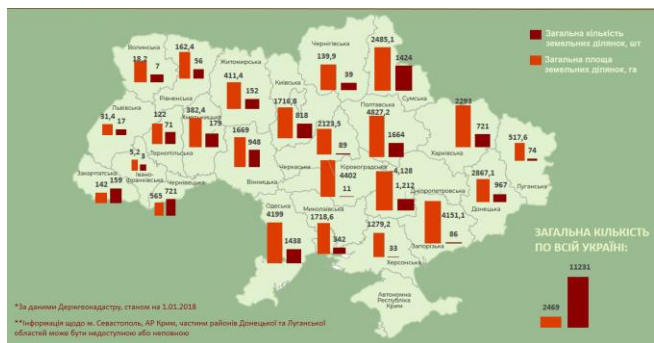 Загальна кількість
земельних ділянок, шт
Загальна площа
земельних ділянок, га
Волинська
18,2
7
162,4
56
Рівненська
Житомирська
411,4
152
Чернігівська
139,9
39
2485,1
1424
Сумська
Київська
1716,8
818
Львівська
31,4
17
122
71
Тернопільська
382,4
179
Хмельницька
1669
948
Вінницька
2123,5
89
Черкаська
Полтавська
4827,2
1664
2293
721
Харківська
517,6
74
Луганська
5,2
3
Івано-
Франківська
Закарпатська
142
159
Чернівецька
565
721
Кіровоградська
4402
11
4,128
1,212
Дніпропетровська
2867,1
967
Донецька
Одеська
4199
1438
Миколаївська
1718,6
342
1279,2
33
Херсонська
4151,1
86
Запорізька
Автономна
Республіка
Крим
ЗАГАЛЬНА КІЛЬКІСТЬ
ПО ВСІЙ УКРАЇНІ:
11231
2469
*За даними Держгеокадастру, станом на 1.01.2018
**Інформація щодо м. Севастополь, АР Крим, частини районів Донецької та Луганської
областей може бути недоступною або неповною